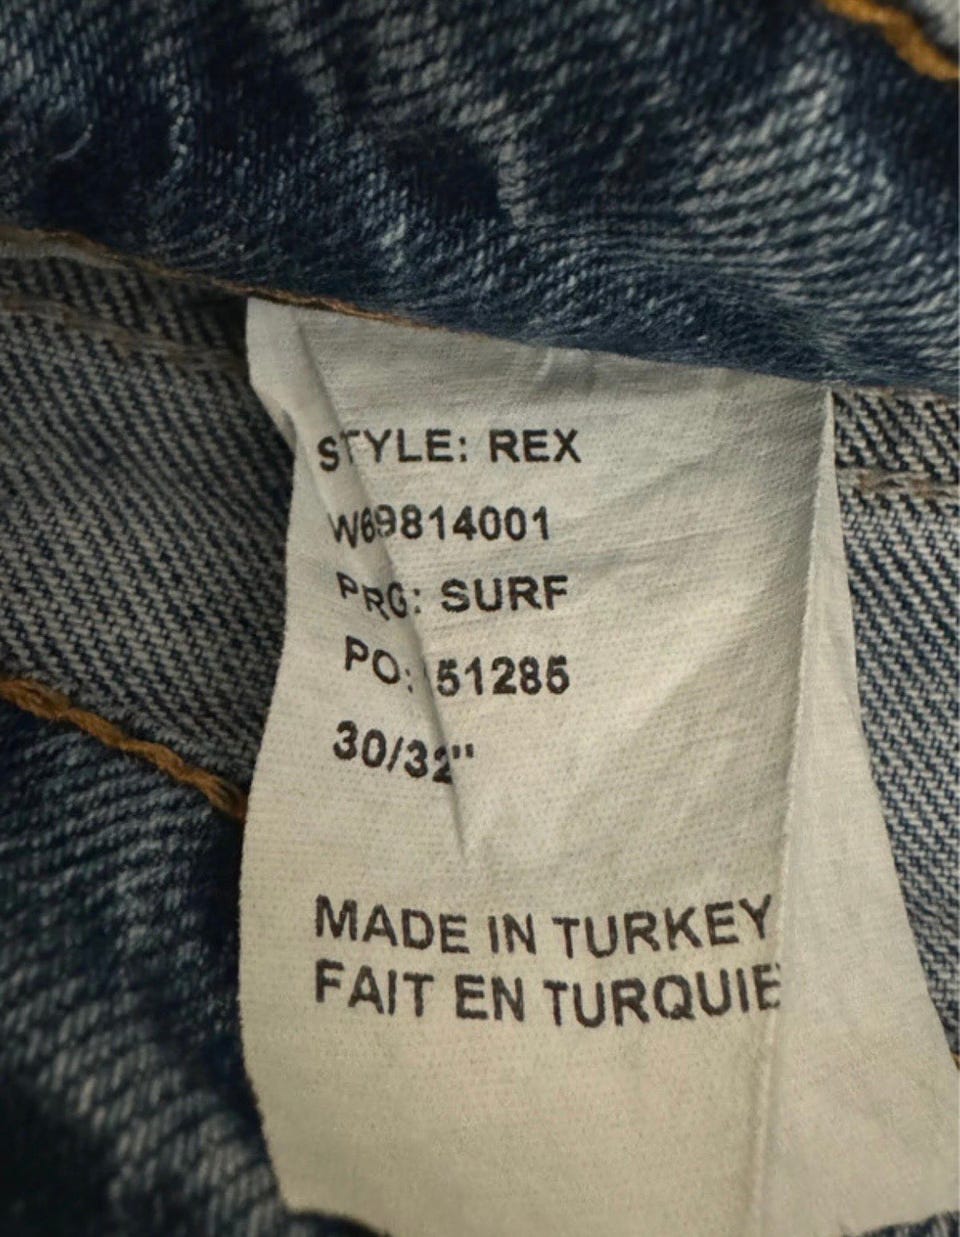 STYLE: REX
W69814001
PRG: SURF
PO: 51285
30/32"
MADE IN TURKEY
FAIT EN TURQUIE